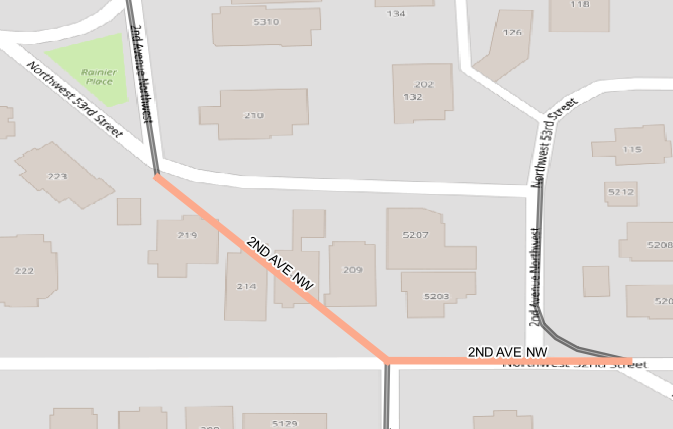 5310
134
118
126
2nd Avenue Northwest
Rainier
Place
Northwest 53rd Street
202
132
210
Northwest 53rd Street
115
223
5212
219
5207
2nd Avenue Northwest
5208
2ND AVE NW
222
214
209
5203
520
2ND AVE NW
Northwest 52nd Street
5129